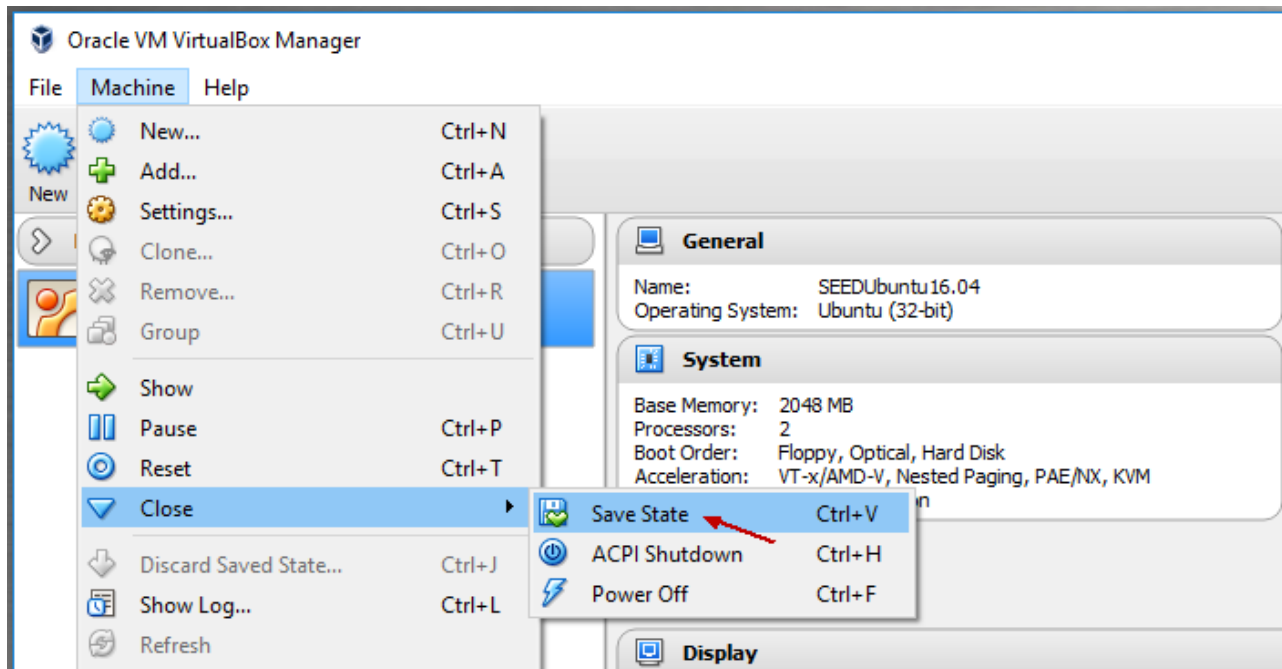 Oracle VM VirtualBox Manager
File Machine Help
New
New... Ctrl+N
Add... Ctrl+A
Settings... Ctrl+S
Clone... Ctrl+O
Remove... Ctrl+R
Group Ctrl+U
Show
Pause Ctrl+P
Reset Ctrl+T
Close
Discard Saved State... Ctrl+J
Show Log... Ctrl+L
Refresh
Save State Ctrl+V
ACPI Shutdown Ctrl+H
Power Off Ctrl+F
General
Name: SEEDUbuntu16.04
Operating System: Ubuntu (32-bit)
System
Base Memory: 2048 MB
Processors: 2
Boot Order: Floppy, Optical, Hard Disk
Acceleration: VT-x/AMD-V, Nested Paging, PAE/NX, KVM
Display